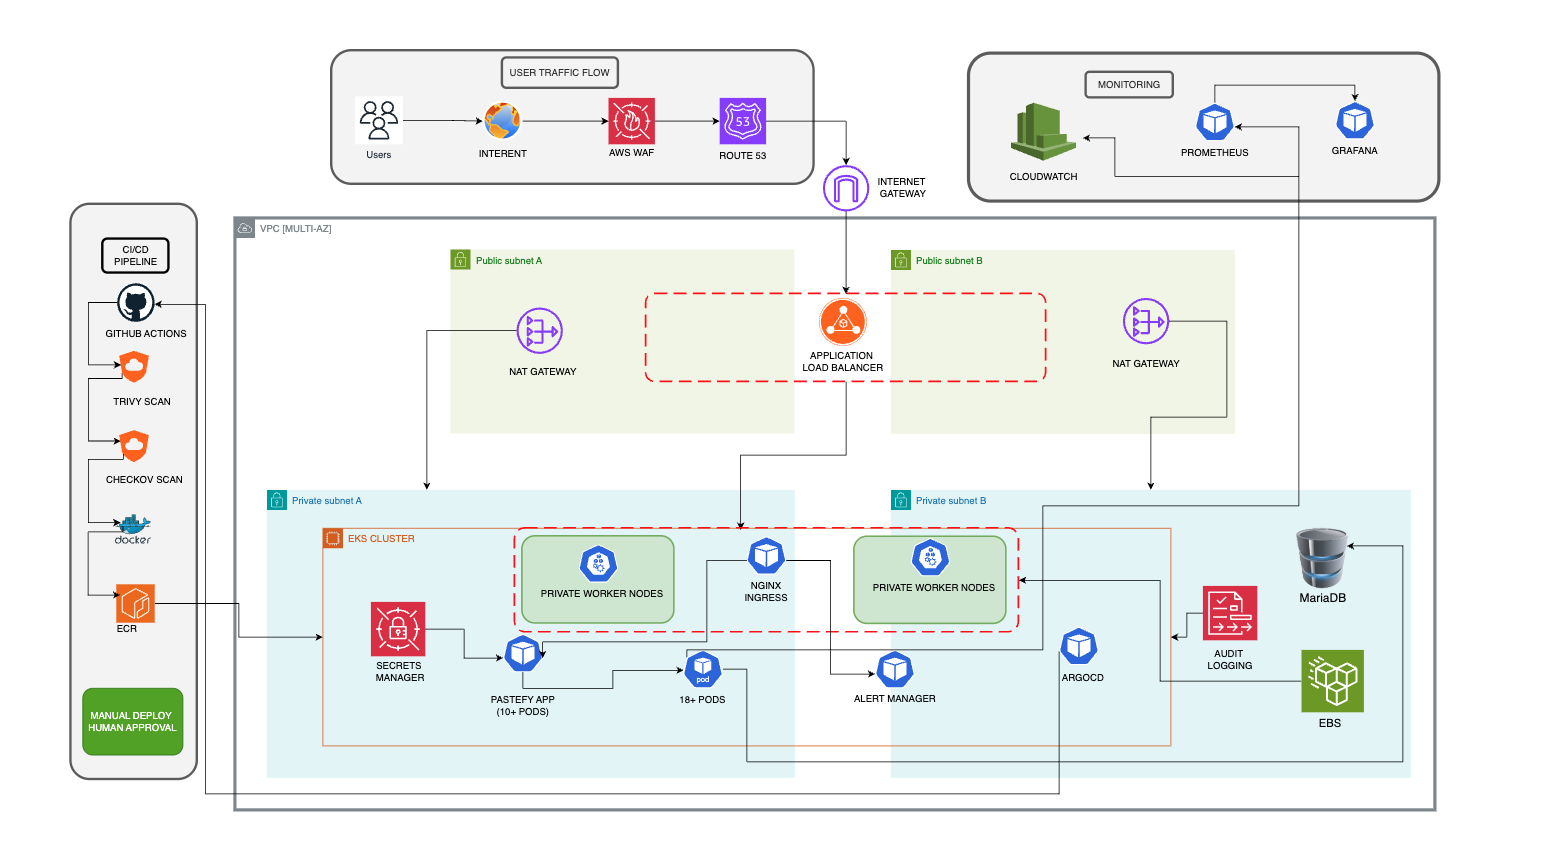 USER TRAFFIC FLOW
Users
INTERENT
AWS WAF
53
ROUTE 53
INTERNET
GATEWAY
MONITORING
CLOUDWATCH
PROMETHEUS
GRAFANA
CI/CD
PIPELINE
GITHUB ACTIONS
TRIVY SCAN
CHECKOV SCAN
docker
ECR
MANUAL DEPLOY
HUMAN APPROVAL
VPC [MULTI-AZ]
Public subnet A
NAT GATEWAY
APPLICATION
LOAD BALANCER
Public subnet B
NAT GATEWAY
Private subnet A
Private subnet B
EKS CLUSTER
PRIVATE WORKER NODES
NGINX
INGRESS
PRIVATE WORKER NODES
SECRETS
MANAGER
PASTEFY APP
(10+ PODS)
pod
18+ PODS
ALERT MANAGER
ARGOCD
AUDIT
LOGGING
MariaDB
EBS